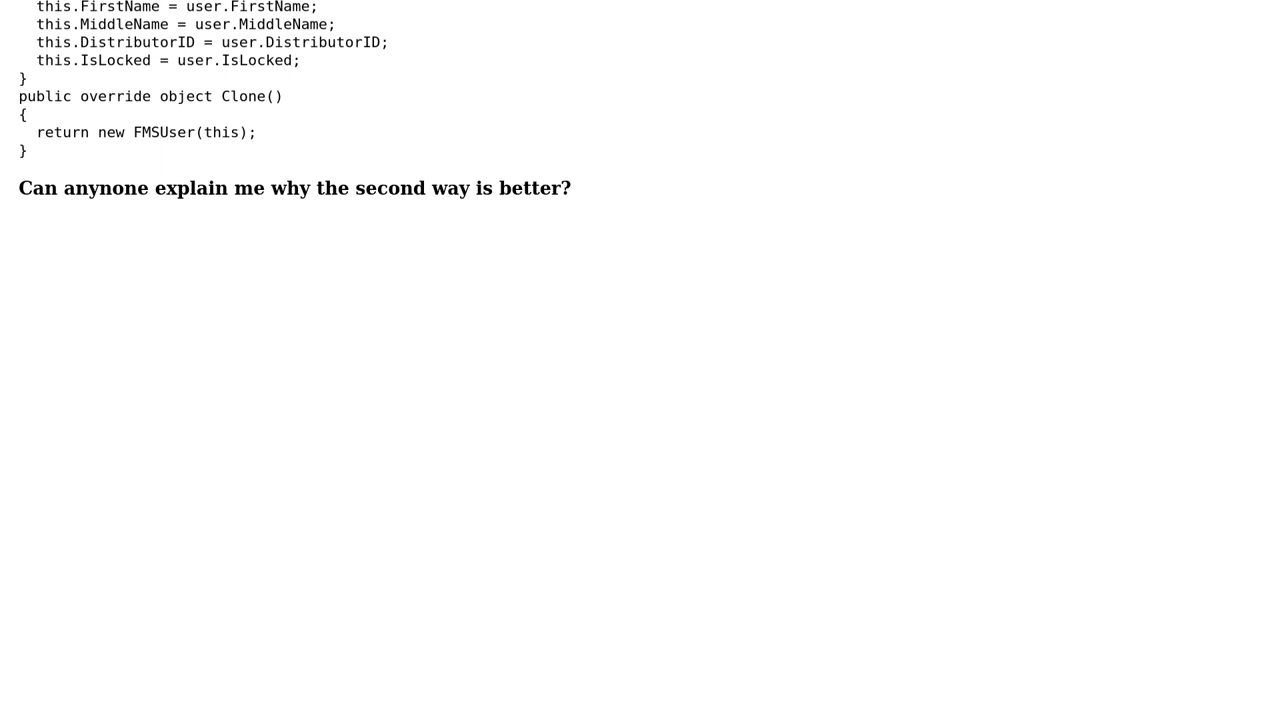 this.FirstName = user.FirstName;
this.MiddleName = user.MiddleName;
this.DistributorID = user.DistributorID;
this.IsLocked = user.IsLocked;
}
public override object Clone()
{
return new FMSUser(this);
}
Can anynone explain me why the second way is better?